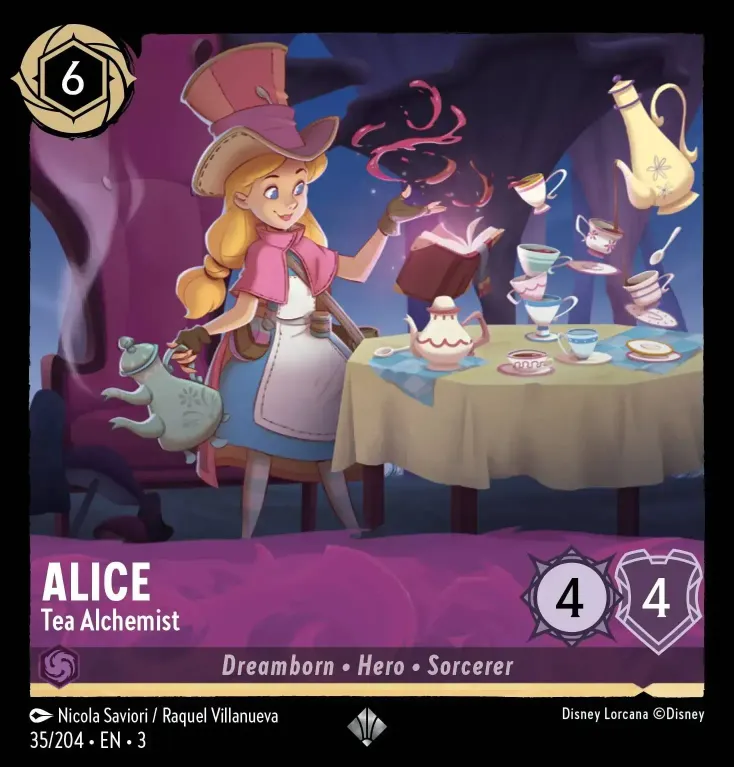 6
ALICE
Tea Alchemist
4 4
Dreamborn • Hero • Sorcerer
Nicola Saviori / Raquel Villanueva
Disney Lorcana ©Disney
35/204 • EN • 3